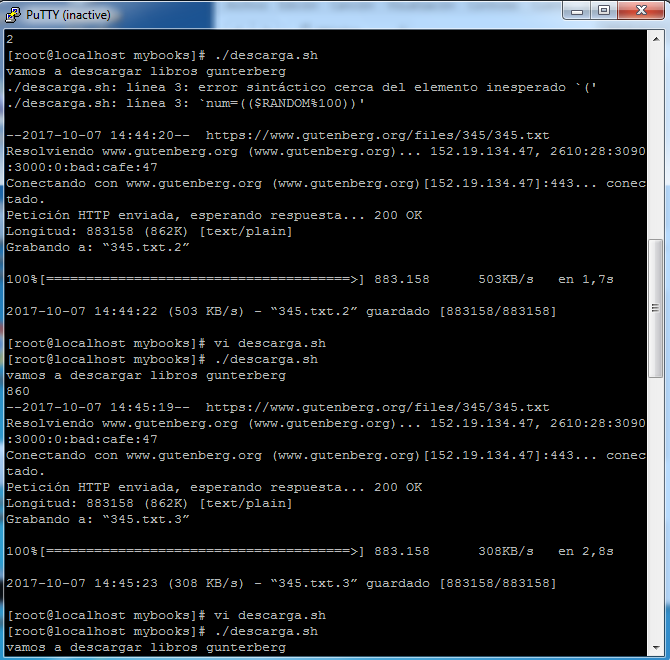 PuTTY (inactive)
2
[root@localhost mybooks]# ./descarga.sh
vamos a descargar libros gunterberg
./descarga.sh: línea 3: error sintáctico cerca del elemento inesperado `('
./descarga.sh: línea 3: `num=(($RANDOM%100))'
--2017-10-07 14:44:20--  https://www.gutenberg.org/files/345/345.txt
Resolviendo www.gutenberg.org (www.gutenberg.org)... 152.19.134.47, 2610:28:3090
:3000:0:bad:cafe:47
Conectando con www.gutenberg.org (www.gutenberg.org)[152.19.134.47]:443... conec
tado.
Petición HTTP enviada, esperando respuesta... 200 OK
Longitud: 883158 (862K) [text/plain]
Grabando a: “345.txt.2”
100%[======================================>] 883.158     503KB/s   en 1,7s
2017-10-07 14:44:22 (503 KB/s) - “345.txt.2” guardado [883158/883158]
[root@localhost mybooks]# vi descarga.sh
[root@localhost mybooks]# ./descarga.sh
vamos a descargar libros gunterberg
860
--2017-10-07 14:45:19--  https://www.gutenberg.org/files/345/345.txt
Resolviendo www.gutenberg.org (www.gutenberg.org)... 152.19.134.47, 2610:28:3090
:3000:0:bad:cafe:47
Conectando con www.gutenberg.org (www.gutenberg.org)[152.19.134.47]:443... conec
tado.
Petición HTTP enviada, esperando respuesta... 200 OK
Longitud: 883158 (862K) [text/plain]
Grabando a: “345.txt.3”
100%[======================================>] 883.158     308KB/s   en 2,8s
2017-10-07 14:45:23 (308 KB/s) - “345.txt.3” guardado [883158/883158]
[root@localhost mybooks]# vi descarga.sh
[root@localhost mybooks]# ./descarga.sh
vamos a descargar libros gunterberg